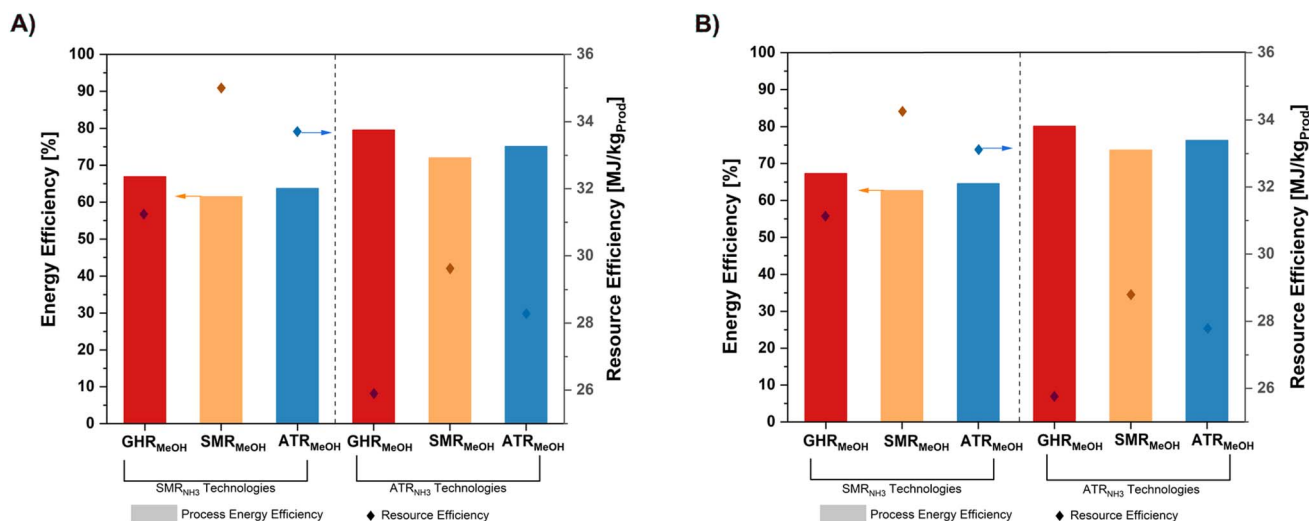 A)
Energy Efficiency [%]
100
90
80
70
60
50
40
30
20
10
0
36
34
32
30
28
26
Resource Efficiency [MJ/kgProd]
GHRMeOH SMRMeOH ATRMeOH GHRMeOH SMRMeOH ATRMeOH
SMRNH3 Technologies ATRNH3 Technologies
Process Energy Efficiency Resource Efficiency
B)
Energy Efficiency [%]
100
90
80
70
60
50
40
30
20
10
0
36
34
32
30
28
26
Resource Efficiency [MJ/kgProd]
GHRMeOH SMRMeOH ATRMeOH GHRMeOH SMRMeOH ATRMeOH
SMRNH3 Technologies ATRNH3 Technologies
Process Energy Efficiency Resource Efficiency